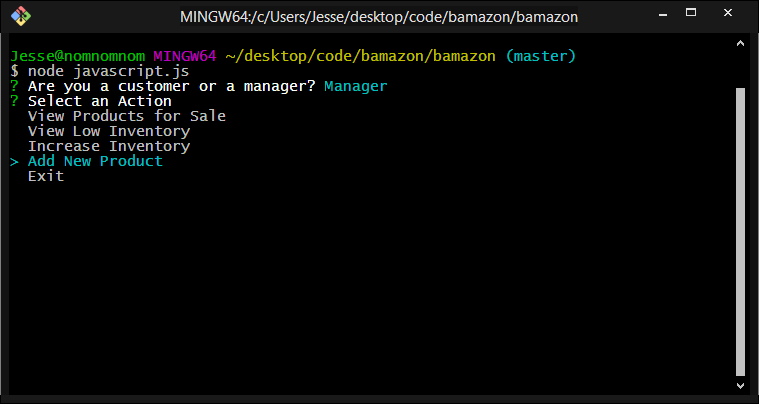 MINGW64:/c/Users/Jesse/desktop/code/bamazon/bamazon
Jesse@nomnomnom MINGW64 ~/desktop/code/bamazon/bamazon (master)
$ node javascript.js
? Are you a customer or a manager? Manager
? Select an Action
View Products for Sale
View Low Inventory
Increase Inventory
> Add New Product
Exit